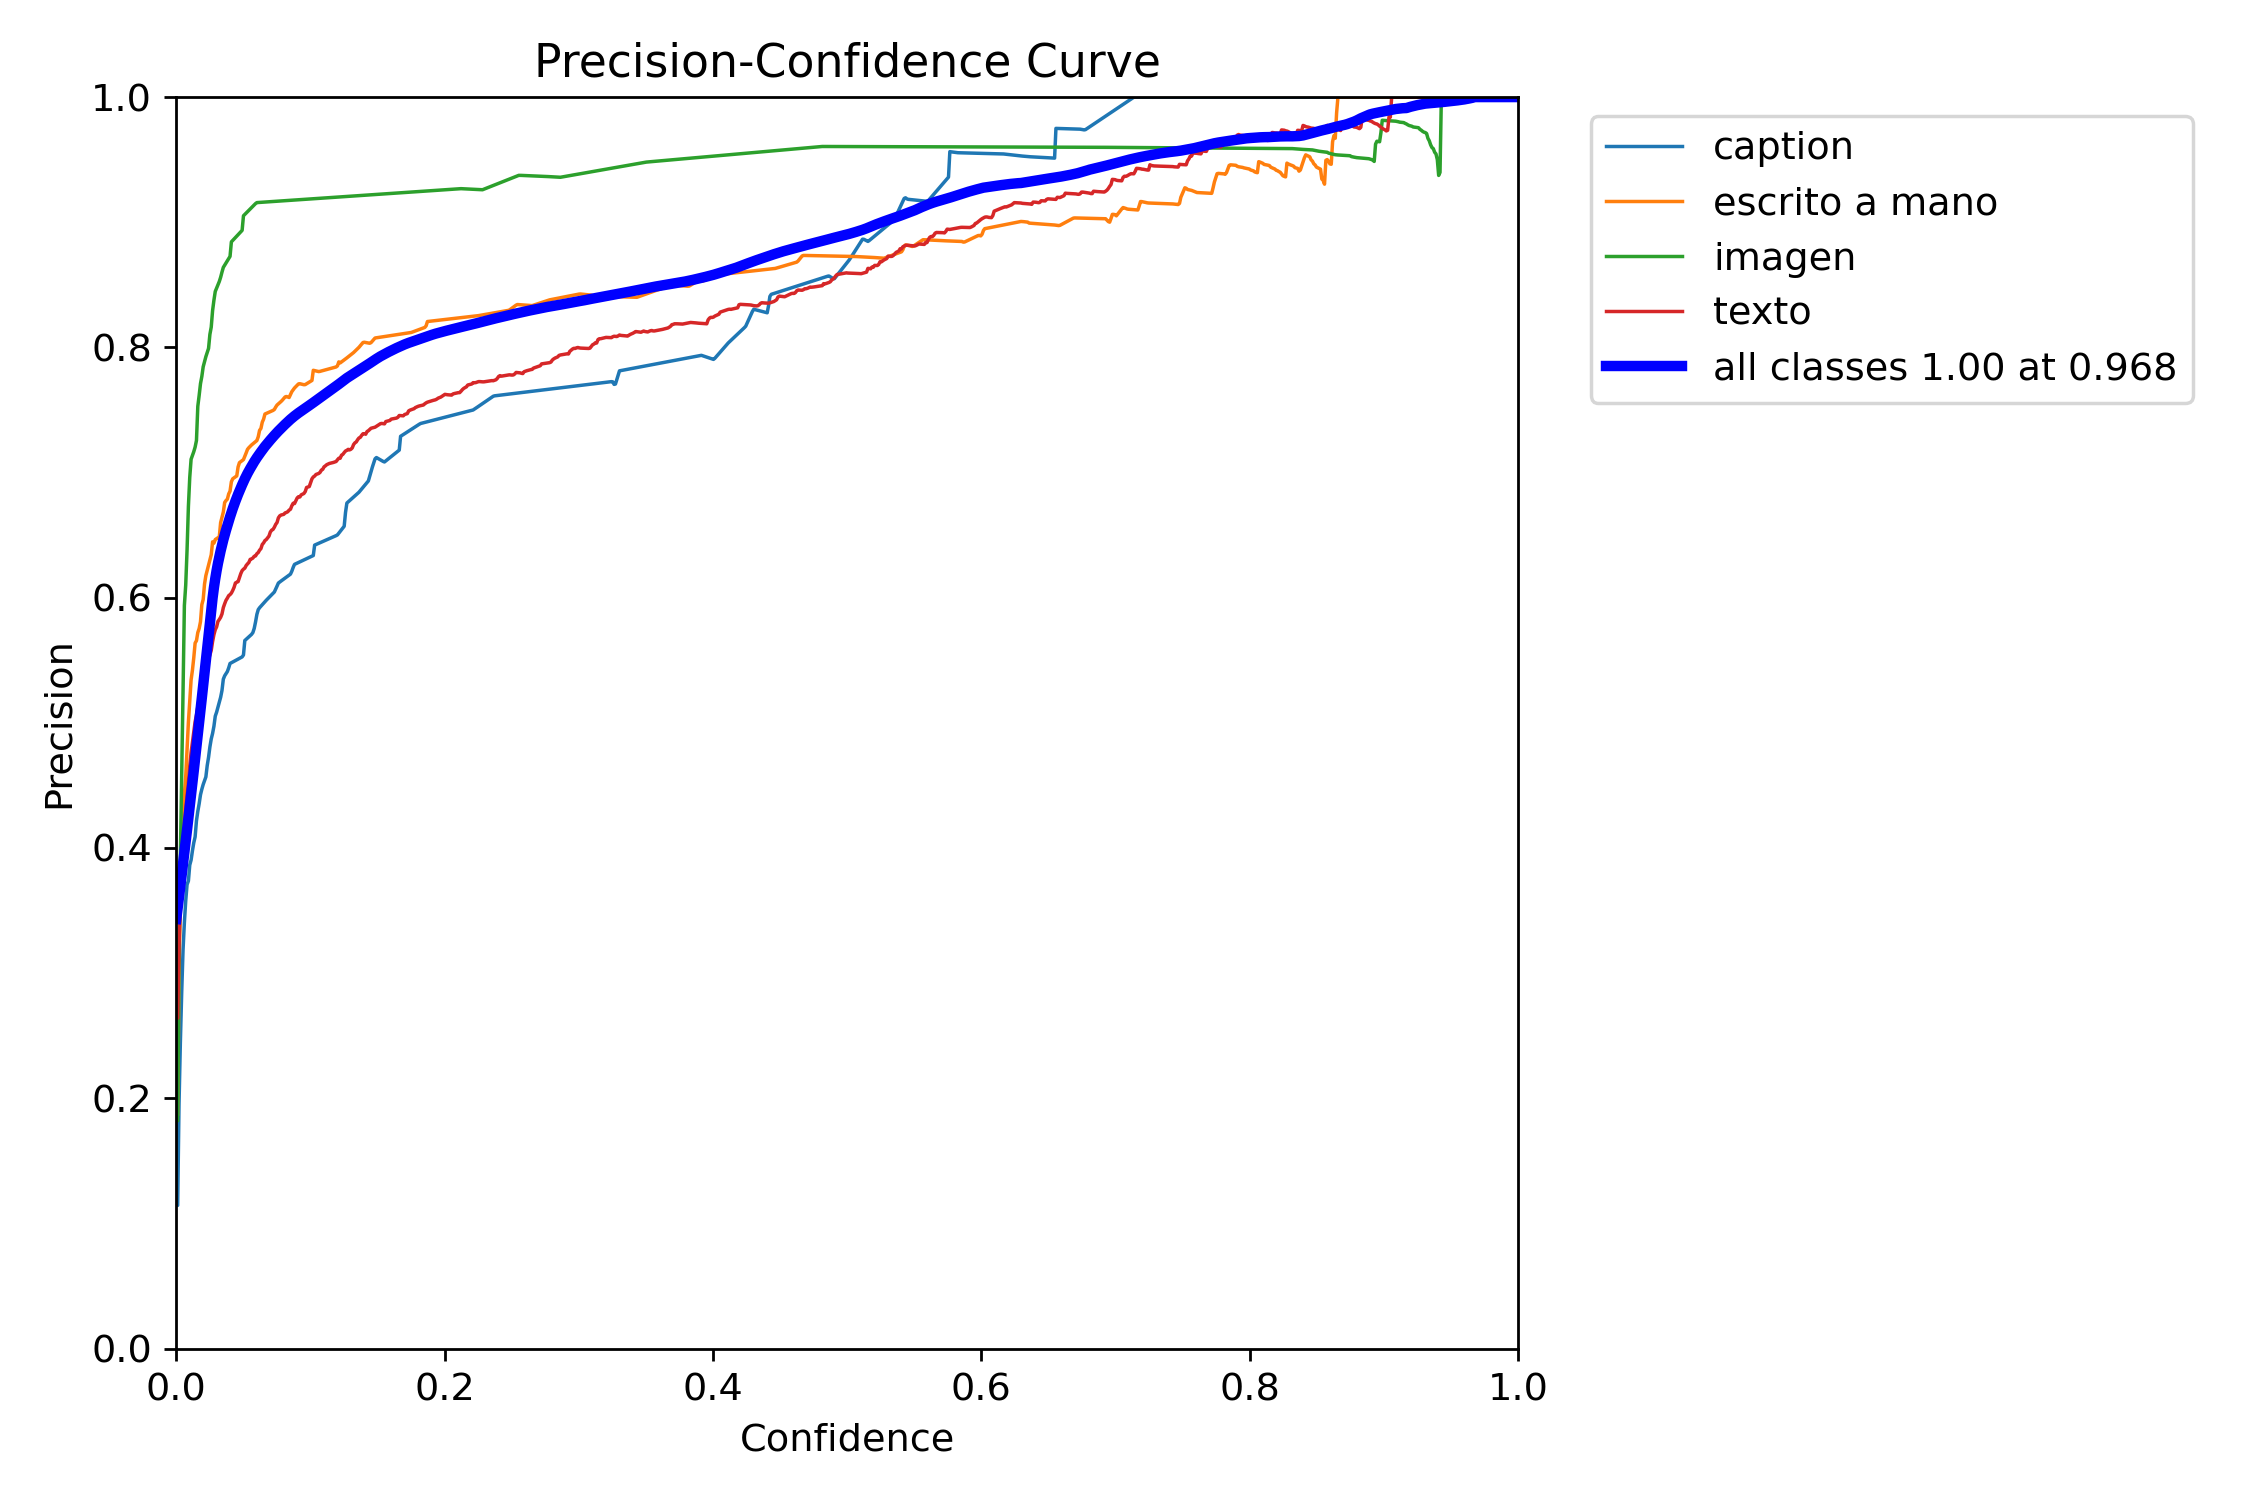 Precision-Confidence Curve
1.0
0.8
0.6
0.4
0.2
0.0
Precision
0.0 0.2 0.4 0.6 0.8 1.0
Confidence
caption
escrito a mano
imagen
texto
all classes 1.00 at 0.968